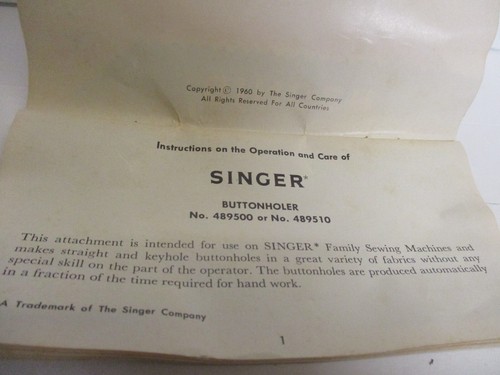 Copyright © 1960 by The Singer Company
All Rights Reserved For All Countries
Instructions on the Operation and Care of
SINGER*
BUTTONHOLER
No. 489500 or No. 489510
This attachment is intended for use on SINGER* Family Sewing Machines and
makes straight and keyhole buttonholes in a great variety of fabrics without any
special skill on the part of the operator. The buttonholes are produced automatically
in a fraction of the time required for hand work.
A Trademark of The Singer Company
1